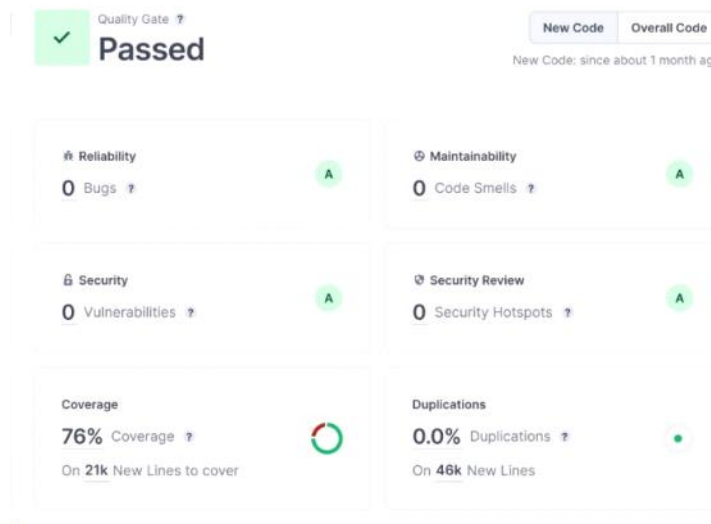 Quality Gate ?
Passed
New Code Overall Code
New Code: since about 1 month ag
Reliability
0 Bugs ?
A
Maintainability
0 Code Smells ?
A
Security
0 Vulnerabilities ?
A
Security Review
0 Security Hotspots ?
A
Coverage
76% Coverage ?
On 21k New Lines to cover
Duplications
0.0% Duplications ?
On 46k New Lines